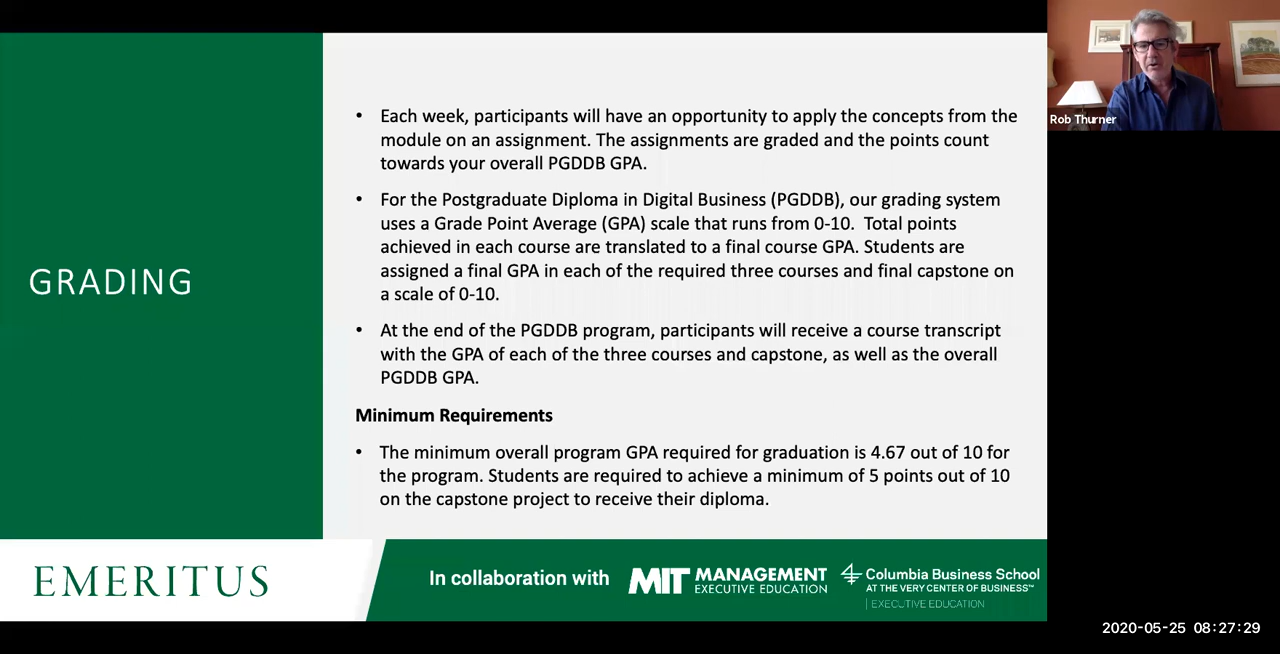 GRADING
• Each week, participants will have an opportunity to apply the concepts from the
module on an assignment. The assignments are graded and the points count
towards your overall PGDDB GPA.
• For the Postgraduate Diploma in Digital Business (PGDDB), our grading system
uses a Grade Point Average (GPA) scale that runs from 0-10. Total points
achieved in each course are translated to a final course GPA. Students are
assigned a final GPA in each of the required three courses and final capstone on
a scale of 0-10.
• At the end of the PGDDB program, participants will receive a course transcript
with the GPA of each of the three courses and capstone, as well as the overall
PGDDB GPA.
Minimum Requirements
• The minimum overall program GPA required for graduation is 4.67 out of 10 for
the program. Students are required to achieve a minimum of 5 points out of 10
on the capstone project to receive their diploma.
EMERITUS
In collaboration with
MIT MANAGEMENT
EXECUTIVE EDUCATION
Columbia Business School
AT THE VERY CENTER OF BUSINESS™
EXECUTIVE EDUCATION
Rob Thurner
2020-05-25 08:27:29